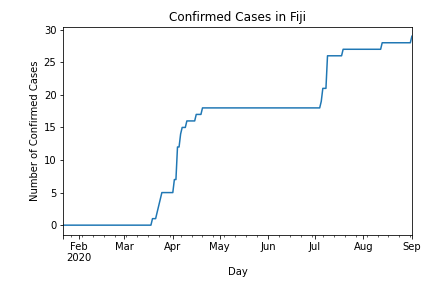 Confirmed Cases in Fiji
Number of Confirmed Cases
30
25
20
15
10
5
0
Feb Mar Apr May Jun Jul Aug Sep
2020
Day